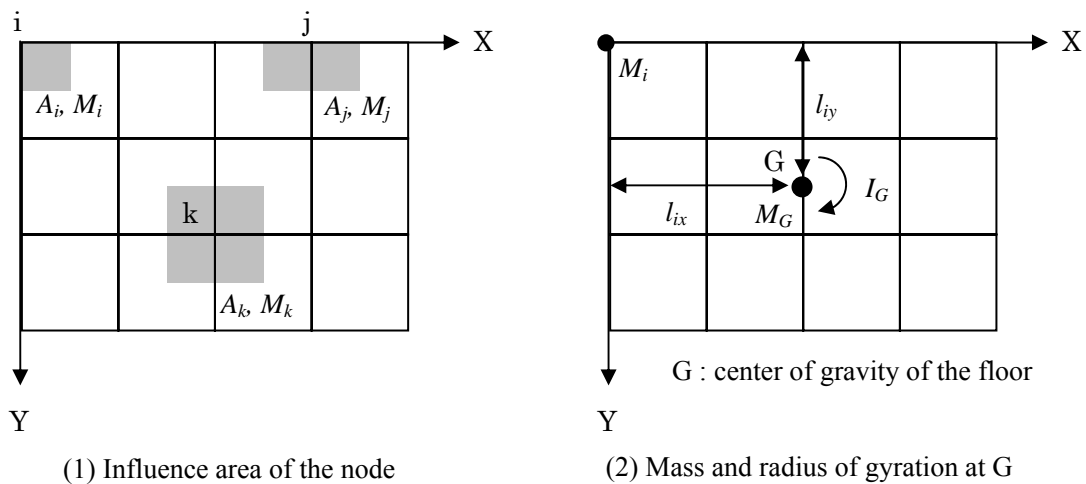 i
j
X
A_i, M_i
A_j, M_j
k
A_k, M_k
Y
(1) Influence area of the node
X
M_i
l_iy
G
I_G
l_ix
M_G
G : center of gravity of the floor
Y
(2) Mass and radius of gyration at G